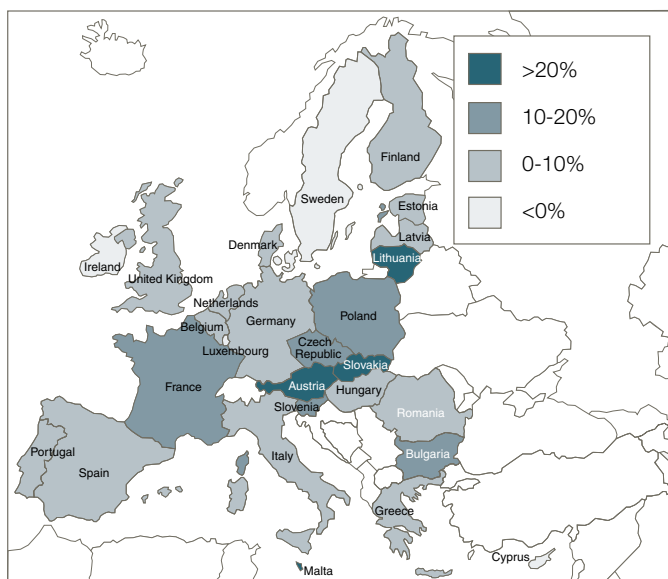 >20%
10-20%
0-10%
<0%
Finland
Sweden
Estonia
Latvia
Lithuania
Denmark
Ireland
United Kingdom
Netherlands
Belgium
Germany
Poland
Luxembourg
Czech
Republic
Slovakia
France
Austria
Hungary
Slovenia
Romania
Bulgaria
Italy
Portugal
Spain
Greece
Cyprus
Malta